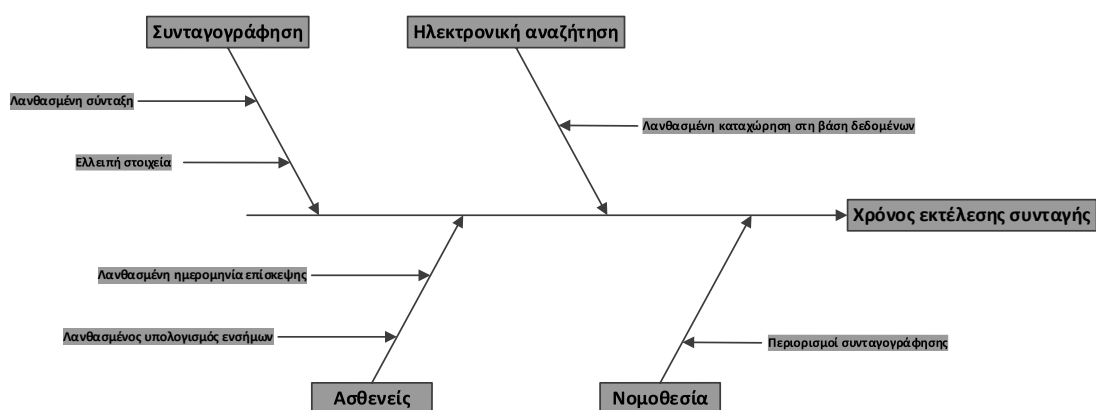 Συνταγογράφηση
Ηλεκτρονική αναζήτηση
Λανθασμένη σύνταξη
Λανθασμένη καταχώρηση στη βάση δεδομένων
Ελλειπή στοιχεία
Χρόνος εκτέλεσης συνταγής
Λανθασμένη ημερομηνία επίσκεψης
Λανθασμένος υπολογισμός ενσήμων
Περιορισμοί συνταγογράφησης
Ασθενείς
Νομοθεσία